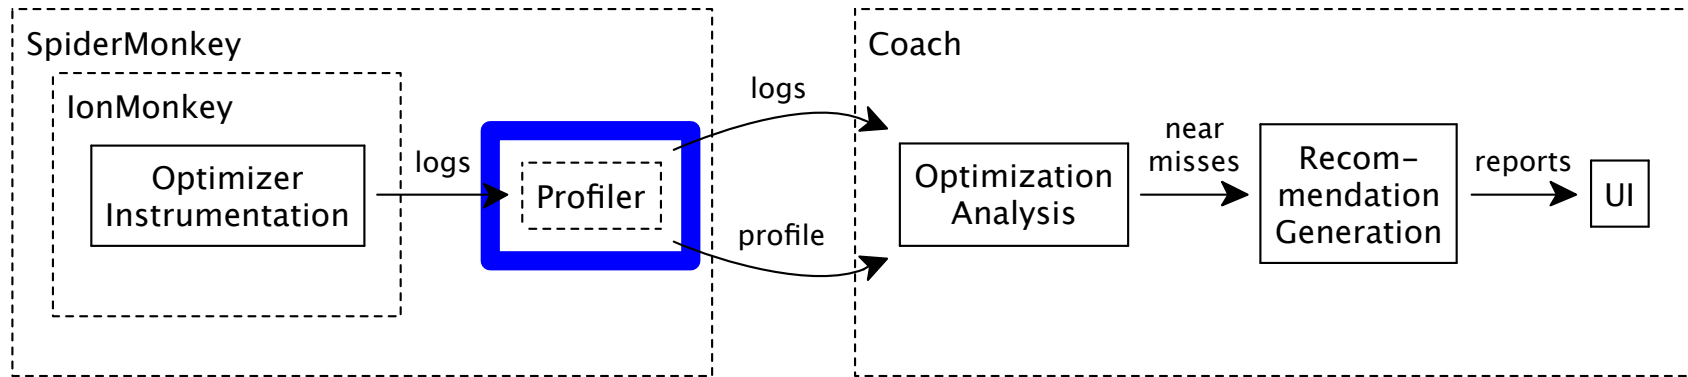 SpiderMonkey
IonMonkey
Optimizer
Instrumentation
logs
Profiler
logs
profile
Coach
Optimization
Analysis
near
misses
Recom-
mendation
Generation
reports
UI